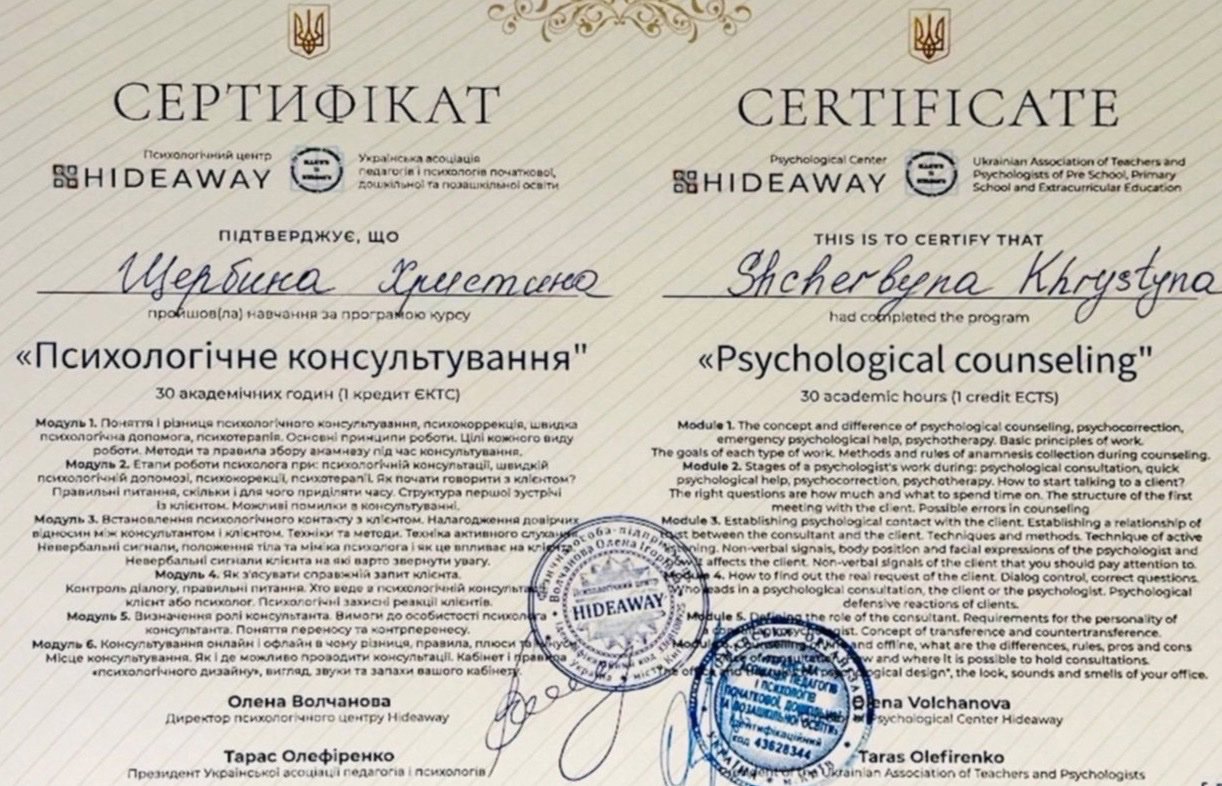 СЕРТИФІКАТ
Психологічний центр
HIDEAWAY
Українська асоціація
педагогів і психологів початкової,
дошкільної та позашкільної освіти
ПІДТВЕРДЖУЄ, ЩО
Щербина Христина
пройшов(ла) навчання за програмою курсу
«Психологічне консультування"
30 академічних годин (1 кредит ЄКТС)
Модуль 1. Поняття і різниця психологічного консультування, психокоррекція, швидка
психологічна допомога, психотерапія. Основні принципи роботи. Цілі кожного виду
роботи. Методи та правила збору анамнезу під час консультування.
Модуль 2. Етапи роботи психолога при: психологічній консультації, швидкій
психологічній допомозі, психокорекції, психотерапії. Як почати говорити з клієнтом?
Правильні питання, скільки і для чого приділяти часу. Структура першої зустрічі
із клієнтом. Можливі помилки в консультуванні.
Модуль 3. Встановлення психологічного контакту з клієнтом. Налагодження довірчих
відносин між консультантом і клієнтом. Техніки та методи. Техніка активного
Невербальні сигнали, положення тіла та міміка психолога і як це впливає на
Невербальні сигнали клієнта на які варто звернути увагу.
Модуль 4. Як з'ясувати справжній запит клієнта.
Контроль діалогу, правильні питання. Хто веде в психологічній
клієнт або психолог. Психологічні захисні реакції клієнтів.
Модуль 5. Визначення ролі консультанта. Вимоги до особистості
консультанта. Поняття переносу та контрпереносу.
Модуль 6. Консультування онлайн і офлайн в чому різниця, правила, плюси та
Місце консультування. Як і де можливо проводити консультації. Кабінет і
«психологічного дизайну», вигляд, звуки та запахи вашого кабінету.
Олена Волчанова
Директор психологічного центру Hideaway
Тарас Олефіренко
Президент Української асоціації педагогів і психологів
CERTIFICATE
Psychological Center
HIDEAWAY
Ukrainian Association of Teachers and
Psychologists of Pre School, Primary
School and Extracurricular Education
THIS IS TO CERTIFY THAT
Shcherbyna Khrystyna
had completed the program
«Psychological counseling"
30 academic hours (1 credit ECTS)
Module 1. The concept and difference of psychological counseling, psychocorrection,
emergency psychological help, psychotherapy. Basic principles of work.
The goals of each type of work. Methods and rules of anamnesis collection during counseling.
Module 2. Stages of a psychologist's work during: psychological consultation, quick
psychological help, psychocorrection, psychotherapy. How to start talking to a client?
The right questions are how much and what to spend time on. The structure of the first
meeting with the client. Possible errors in counseling
Module 3. Establishing psychological contact with the client. Establishing a relationship of
between the consultant and the client. Techniques and methods. Technique of active
Non-verbal signals, body position and facial expressions of the psychologist and
affects the client. Non-verbal signals of the client that you should pay attention to.
4. How to find out the real request of the client. Dialog control, correct questions.
Who leads in a psychological consultation, the client or the psychologist. Psychological
defensive reactions of clients.
Module 5. Defining the role of the consultant. Requirements for the personality of
Concept of transference and countertransference.
and offline, what are the differences, rules, pros and cons
and where it is possible to hold consultations.
design", the look, sounds and smells of your office.
Volchanova
Psychological Center Hideaway
Taras Olefirenko
Ukrainian Association of Teachers and Psychologists
HIDEAWAY
ПЕДАГОГІВ
І ПСИХОЛОГІВ
ПОЧАТКОВОЇ,
Ідентифікаційний
код 43628344